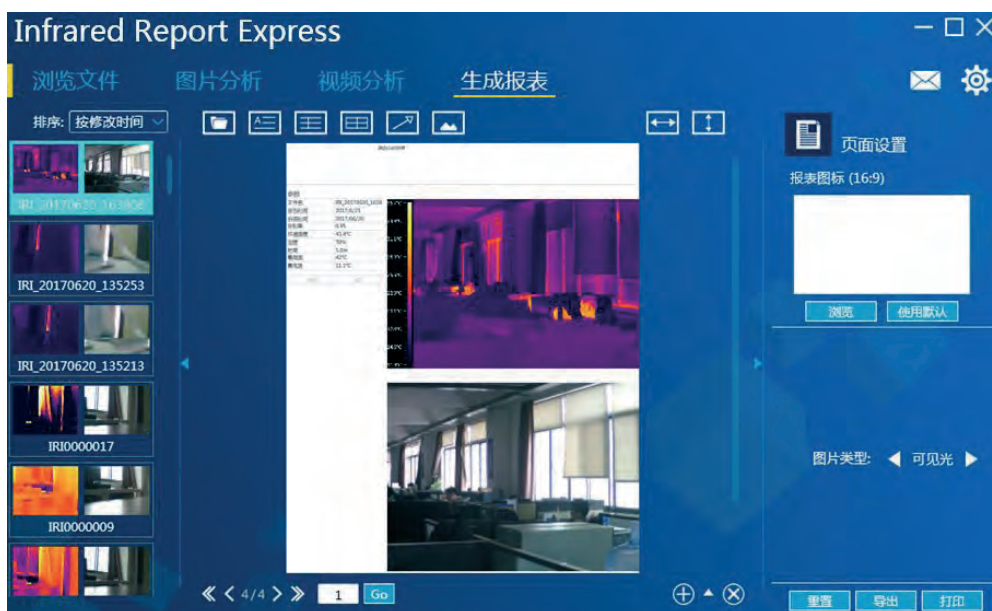 Infrared Report Express
浏览文件 图片分析 视频分析 生成报表
排序: 按修改时间
IRI_20170620_163808
IRI_20170620_135253
IRI_20170620_135213
IRI0000017
IRI0000009
页面设置
报表图标 (16:9)
浏览 使用默认
图片类型: 可见光
4/4 1 Go
重置 导出 打印